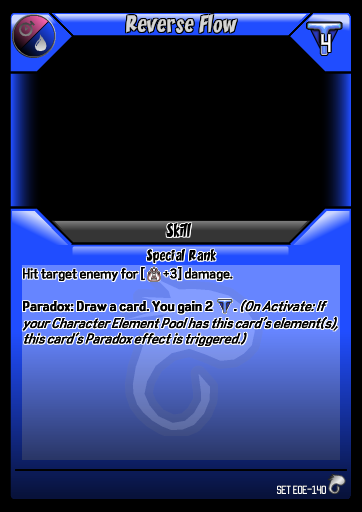 Reverse Flow
4
Skill
Special Rank
Hit target enemy for [ +3] damage.
Paradox: Draw a card. You gain 2 . (On Activate: If
your Character Element Pool has this card's element(s),
this card's Paradox effect is triggered.)
SET EOE-140